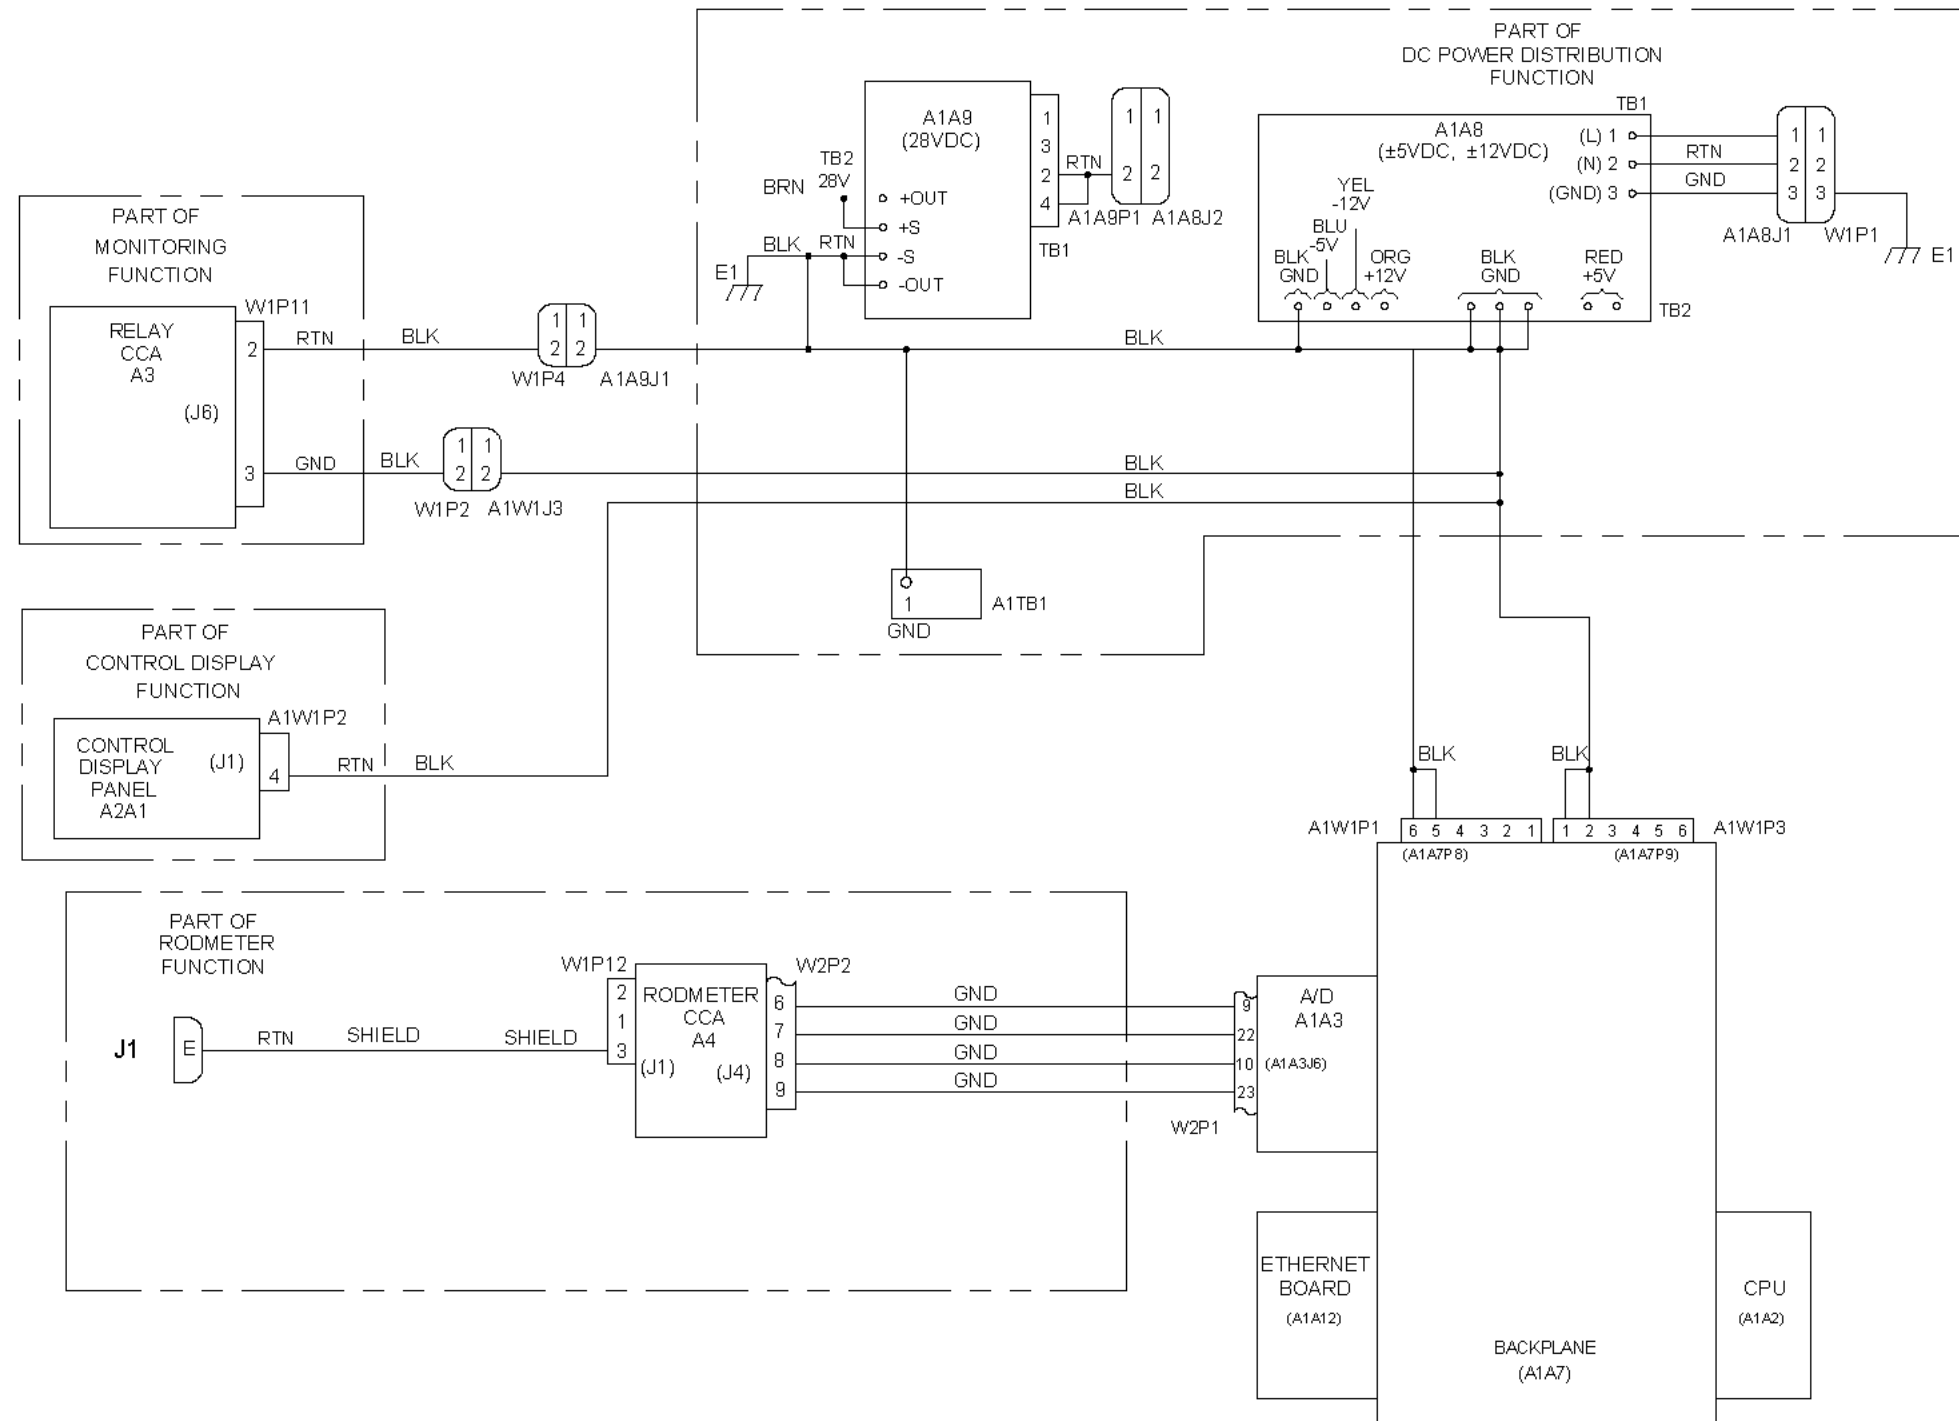 PART OF
DC POWER DISTRIBUTION
FUNCTION
A1A9
(28VDC)
1
3
2
4
TB1
TB2
28V
BRN
+OUT
+S
-S
-OUT
BLK
RTN
E1
RTN
1
1
2
2
A1A9P1
A1A8J2
TB1
A1A8
(±5VDC, ±12VDC)
(L) 1
(N) 2
(GND) 3
RTN
GND
1
1
2
2
3
3
A1A8J1
W1P1
E1
YEL
-12V
BLU
-5V
BLK
GND
ORG
+12V
BLK
GND
RED
+5V
TB2
PART OF
MONITORING
FUNCTION
W1P11
RELAY
CCA
A3
(J6)
2
RTN
BLK
1
1
2
2
W1P4
A1A9J1
BLK
3
GND
BLK
1
1
2
2
W1P2
A1W1J3
BLK
BLK
1
A1TB1
GND
PART OF
CONTROL DISPLAY
FUNCTION
A1W1P2
CONTROL
DISPLAY
PANEL
A2A1
(J1)
4
RTN
BLK
BLK
BLK
A1W1P1
6 5 4 3 2 1
1 2 3 4 5 6
A1W1P3
(A1A7P8)
(A1A7P9)
PART OF
RODMETER
FUNCTION
J1
E
RTN
SHIELD
SHIELD
W1P12
2
1
3
RODMETER
CCA
A4
(J1)
(J4)
W2P2
6
7
8
9
GND
GND
GND
GND
9
22
10
23
W2P1
A/D
A1A3
(A1A3J6)
ETHERNET
BOARD
(A1A12)
CPU
(A1A2)
BACKPLANE
(A1A7)